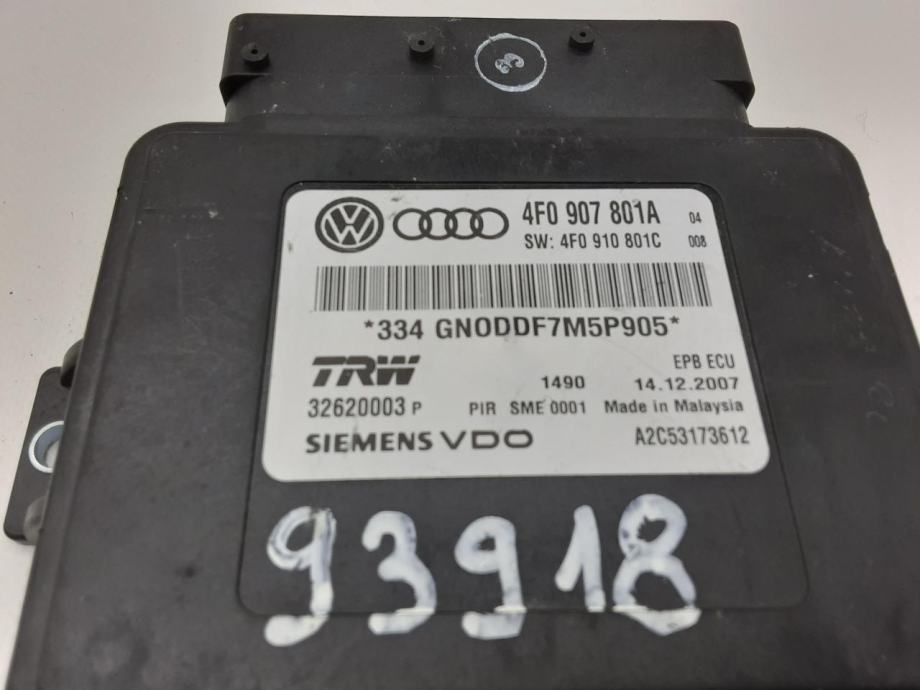 4F0 907 801A 04
SW: 4F0 910 801C 008
*334 GNODDF7M5P905*
TRW EPB ECU
1490 14.12.2007
32620003 P PIR SME 0001 Made in Malaysia
SIEMENS VDO A2C53173612
93918